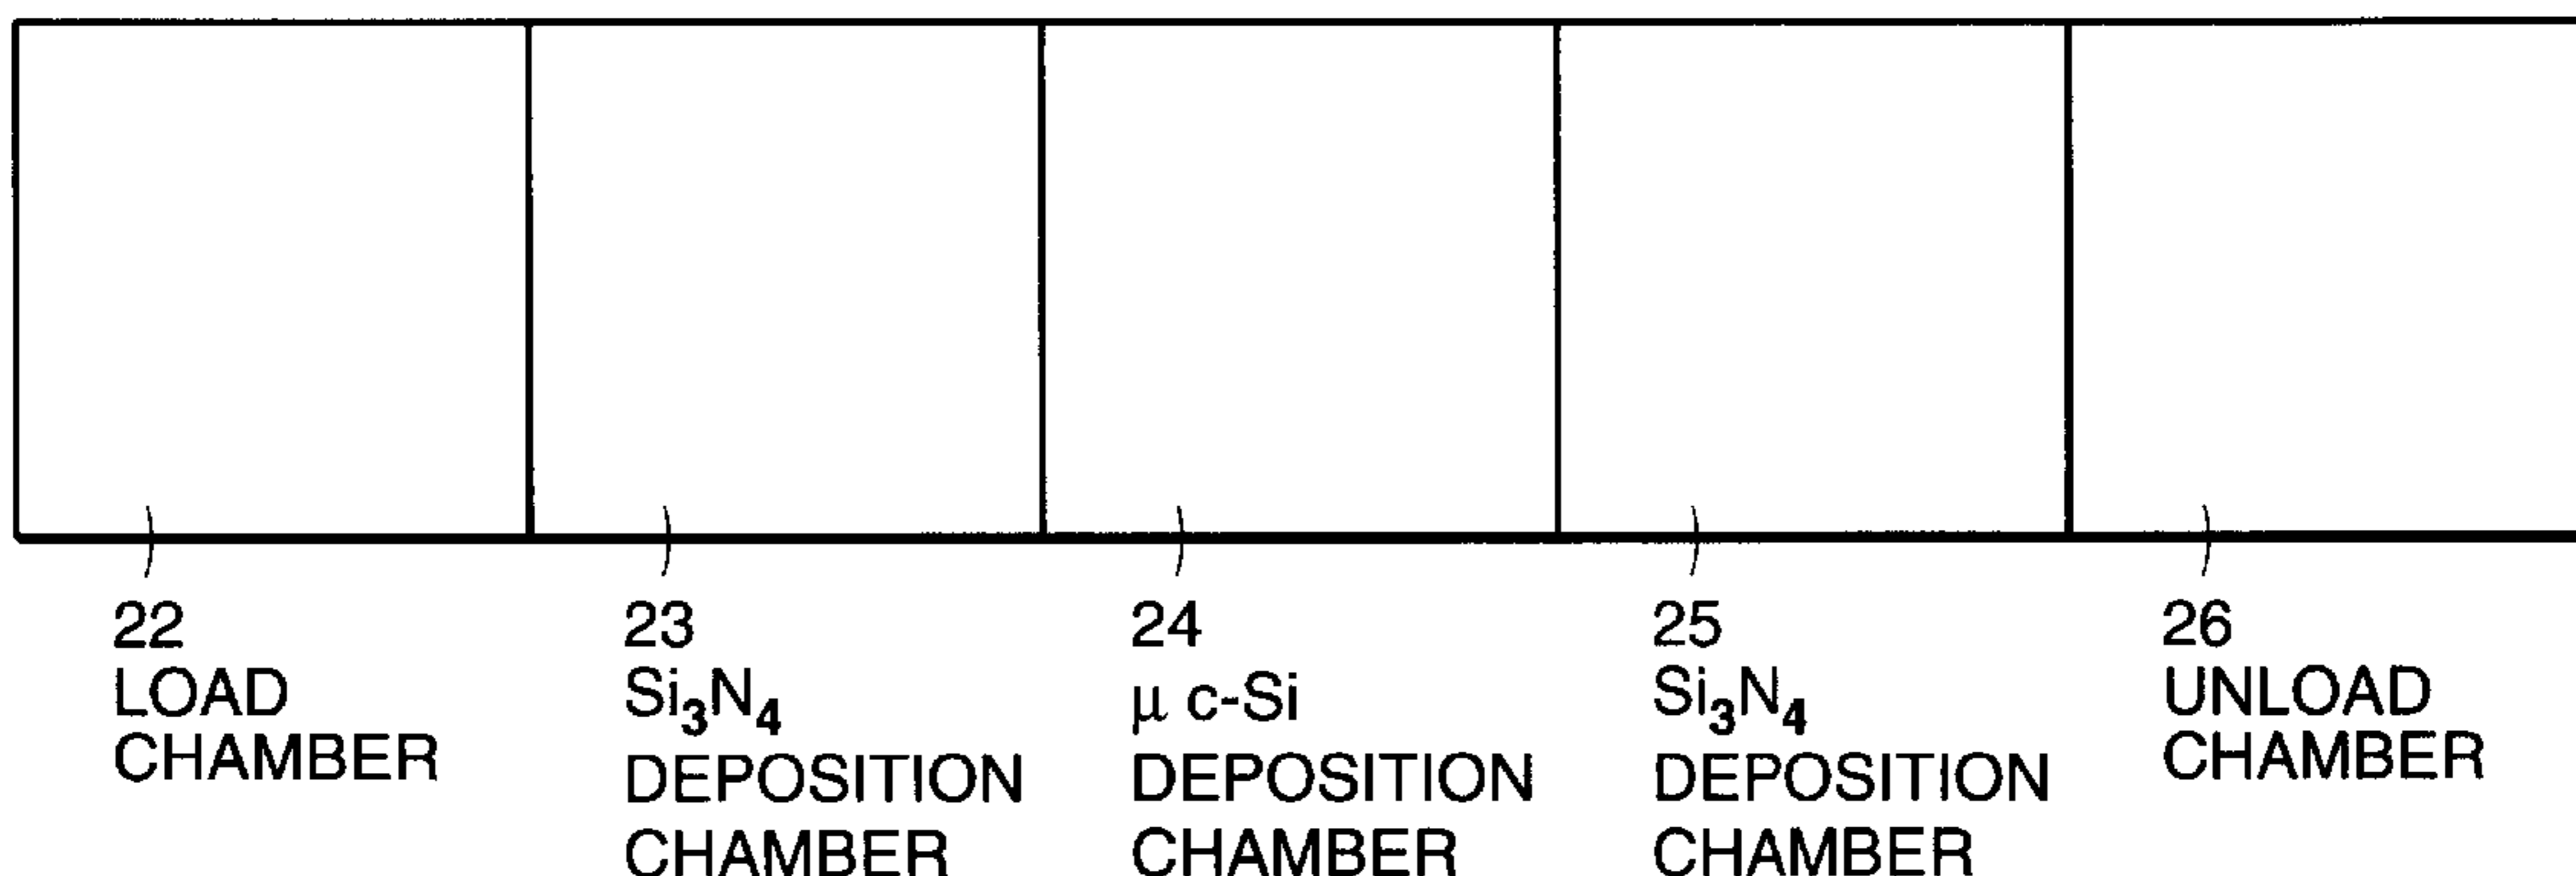 22
LOAD
CHAMBER
23
Si₃N₄
DEPOSITION
CHAMBER
24
μ c-Si
DEPOSITION
CHAMBER
25
Si₃N₄
DEPOSITION
CHAMBER
26
UNLOAD
CHAMBER